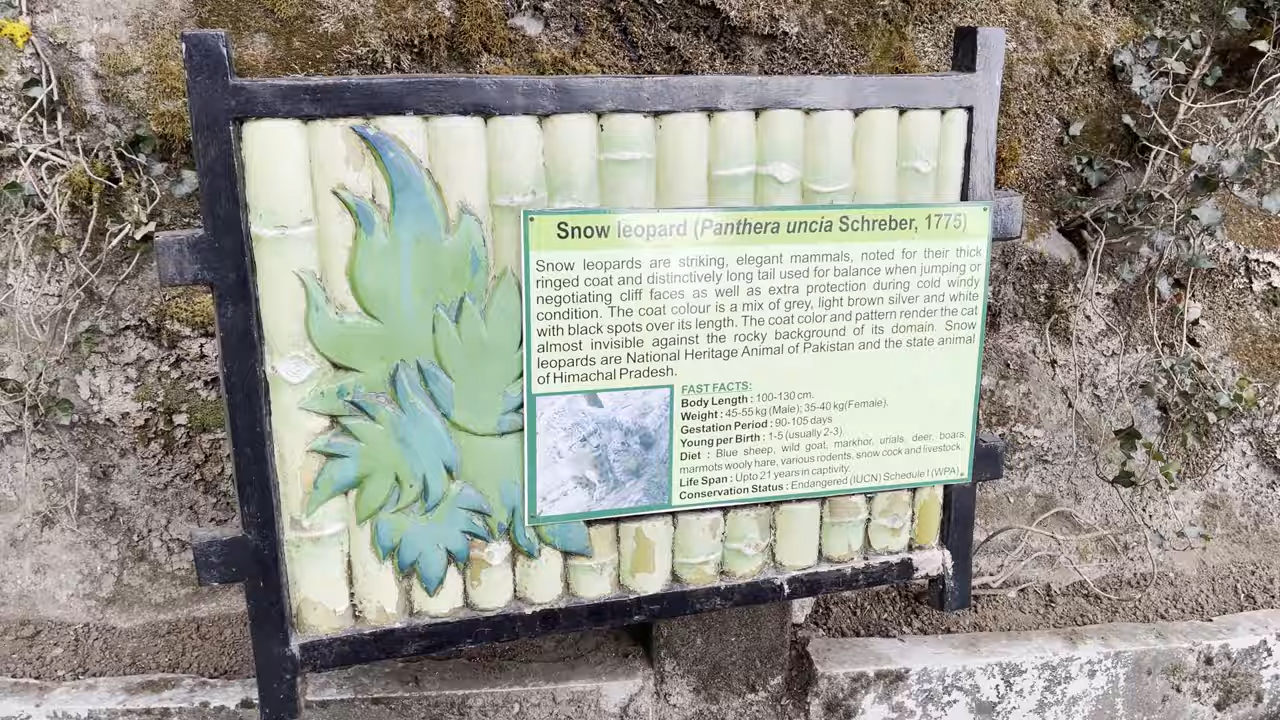 Snow leopard (Panthera uncia Schreber, 1775)
Snow leopards are striking, elegant mammals, noted for their thick
ringed coat and distinctively long tail used for balance when jumping or
negotiating cliff faces as well as extra protection during cold windy
condition. The coat colour is a mix of grey, light brown silver and white
with black spots over its length. The coat color and pattern render the cat
almost invisible against the rocky background of its domain. Snow
leopards are National Heritage Animal of Pakistan and the state animal
of Himachal Pradesh.
FAST FACTS:
Body Length : 100-130 cm.
Weight : 45-55 kg (Male); 35-40 kg(Female).
Gestation Period : 90-105 days
Young per Birth : 1-5 (usually 2-3).
Diet : Blue sheep, wild goat, markhor, urials, deer, boars,
marmots wooly hare, various rodents, snow cock and livestock.
Life Span : Upto 21 years in captivity.
Conservation Status : Endangered (IUCN) Schedule I (WPA).